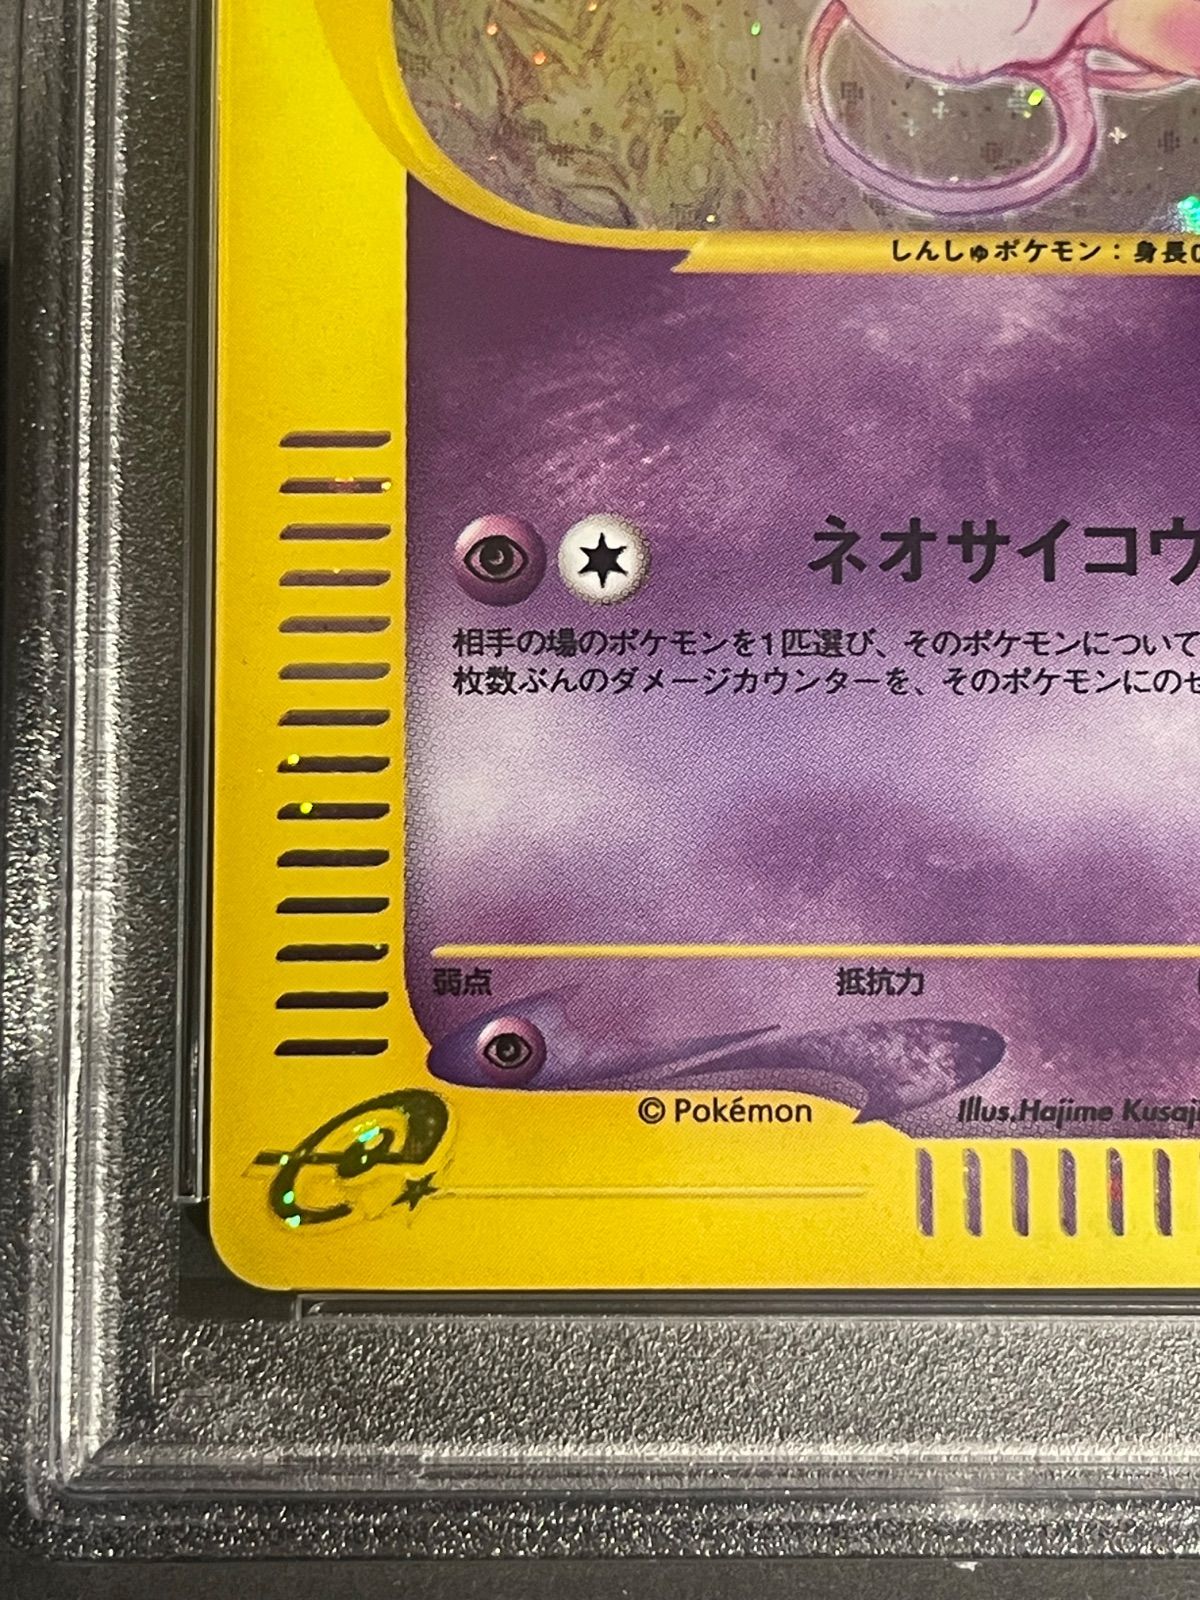 しんしゅポケモン：身長0
ネオサイコウ
相手の場のポケモンを1匹選び、そのポケモンについて
枚数ぶんのダメージカウンターを、そのポケモンにのせ
弱点 抵抗力
© Pokémon Illus.Hajime Kusaj